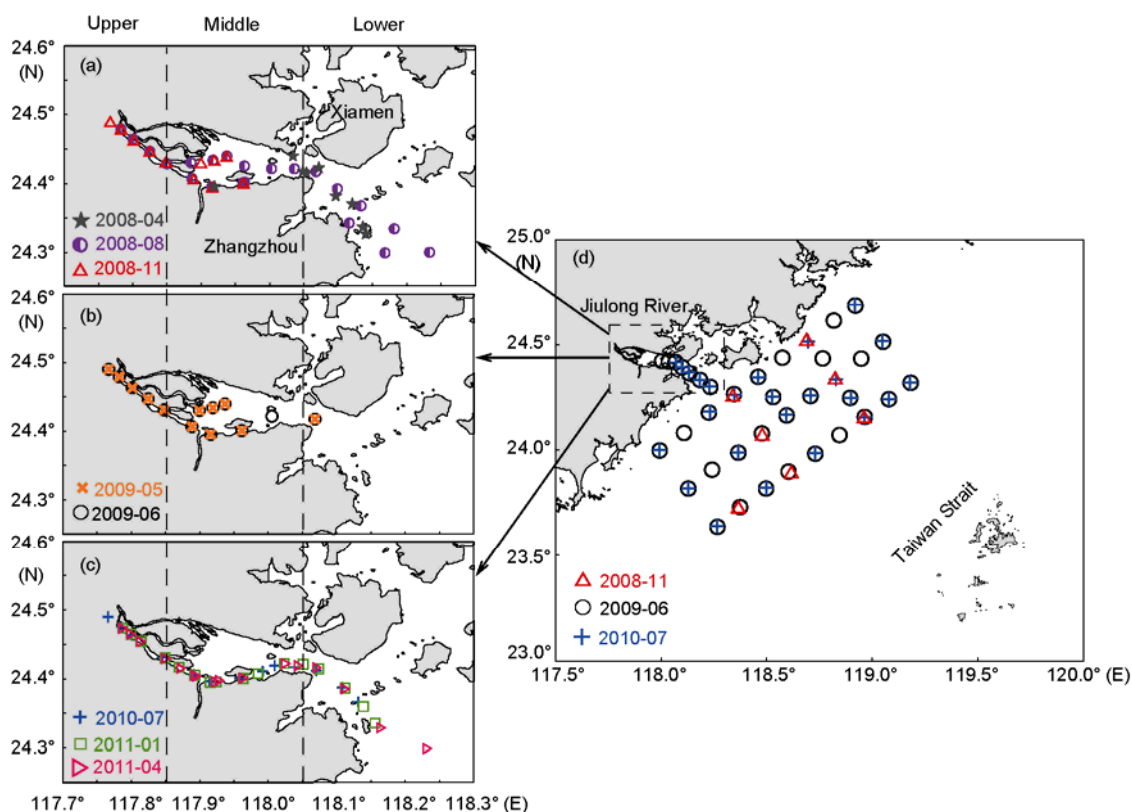 Upper Middle Lower
24.6°
(N)
(a)
Xiamen
24.5°
24.4°
2008-04
2008-08
Zhangzhou
2008-11
24.3°
24.6°
(N)
(b)
24.5°
24.4°
2009-05
2009-06
24.3°
24.6°
(N)
(c)
24.5°
24.4°
2010-07
2011-01
2011-04
24.3°
117.7° 117.8° 117.9° 118.0° 118.1° 118.2° 118.3° (E)
25.0°
(N)
(d)
Jiulong River
24.5°
24.0°
23.5°
Taiwan Strait
2008-11
2009-06
2010-07
23.0°
117.5° 118.0° 118.5° 119.0° 119.5° 120.0° (E)